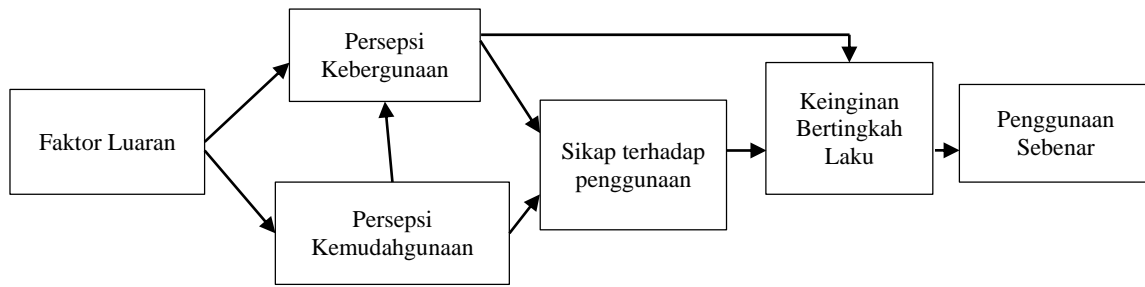 Faktor Luaran
Persepsi
Kebergunaan
Persepsi
Kemudahgunaan
Sikap terhadap
penggunaan
Keinginan
Bertingkah
Laku
Penggunaan
Sebenar